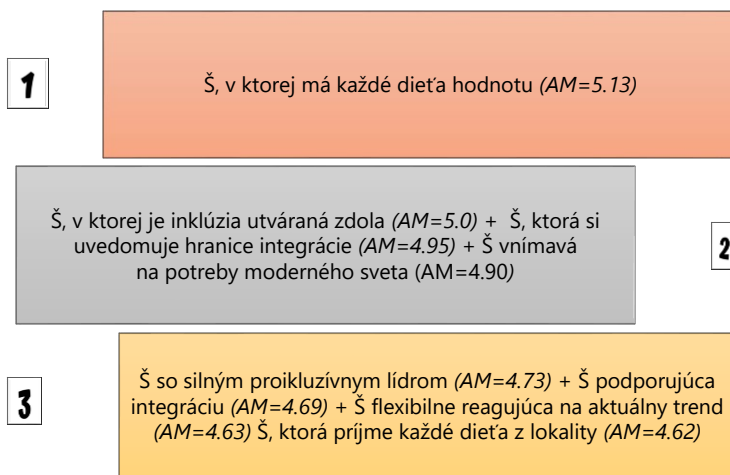 1
Š, v ktorej má každé dieťa hodnotu (AM=5.13)
Š, v ktorej je inklúzia utváraná zdola (AM=5.0) + Š, ktorá si
uvedomuje hranice integrácie (AM=4.95) + Š vnímavá
na potreby moderného sveta (AM=4.90)
2
3
Š so silným proikluzívnym lídrom (AM=4.73) + Š podporujúca
integráciu (AM=4.69) + Š flexibilne reagujúca na aktuálny trend
(AM=4.63) Š, ktorá príjme každé dieťa z lokality (AM=4.62)